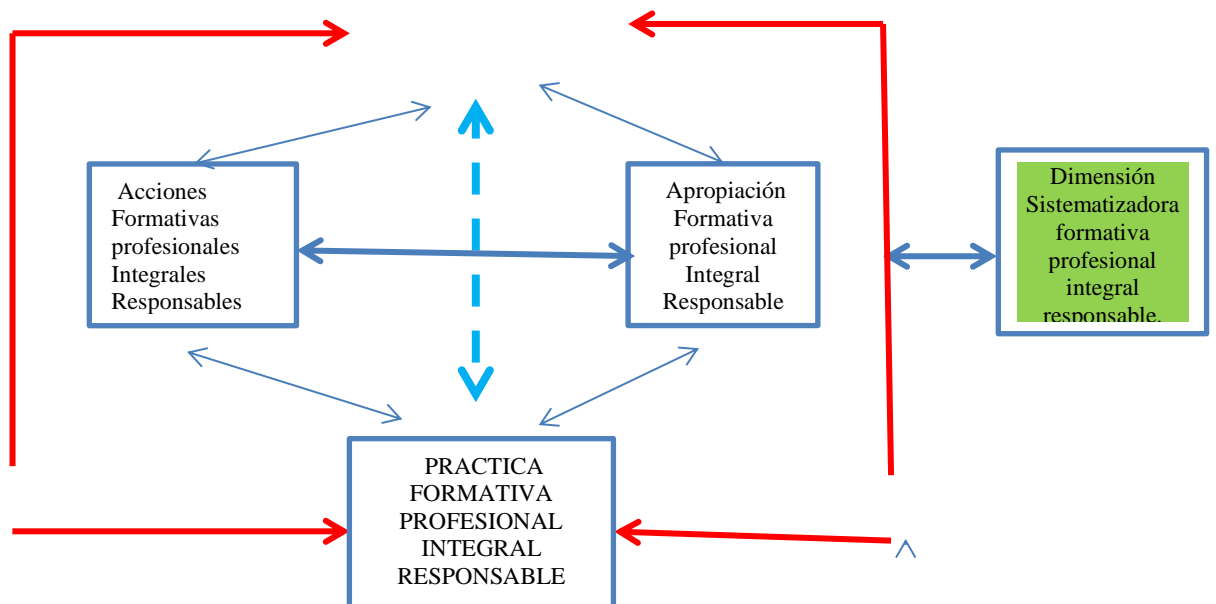 Acciones
Formativas
profesionales
Integrales
Responsables
Apropiación
Formativa
profesional
Integral
Responsable
Dimensión
Sistematizadora
formativa
profesional
integral
responsable.
PRACTICA
FORMATIVA
PROFESIONAL
INTEGRAL
RESPONSABLE